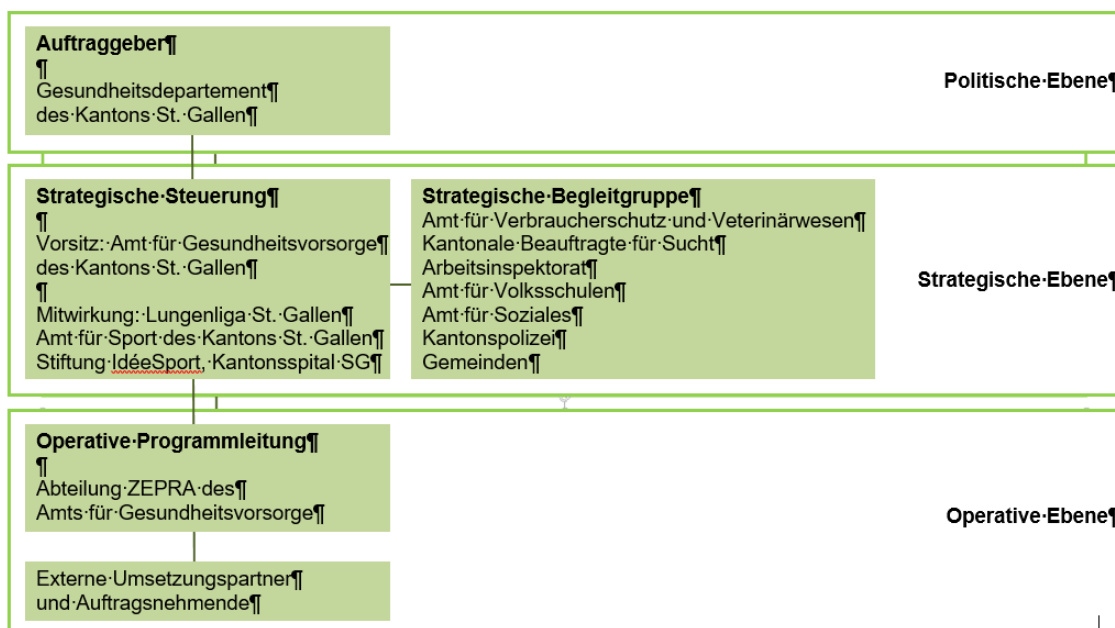 Auftraggeber¶
¶
Gesundheitsdepartement¶
des·Kantons·St.·Gallen¶
Politische·Ebene¶
Strategische·Steuerung¶
¶
Vorsitz:·Amt·für·Gesundheitsvorsorge¶
des·Kantons·St.·Gallen¶
¶
Mitwirkung:·Lungenliga·St.·Gallen¶
Amt·für·Sport·des·Kantons·St.·Gallen¶
Stiftung·IdéeSport,·Kantonsspital·SG¶
Strategische·Begleitgruppe¶
Amt·für·Verbraucherschutz·und·Veterinärwesen¶
Kantonale·Beauftragte·für·Sucht¶
Arbeitsinspektorat¶
Amt·für·Volksschulen¶
Amt·für·Soziales¶
Kantonspolizei¶
Gemeinden¶
Strategische·Ebene¶
Operative·Programmleitung¶
¶
Abteilung·ZEPRA·des¶
Amts·für·Gesundheitsvorsorge¶
Operative·Ebene¶
Externe·Umsetzungspartner¶
und·Auftragsnehmende¶